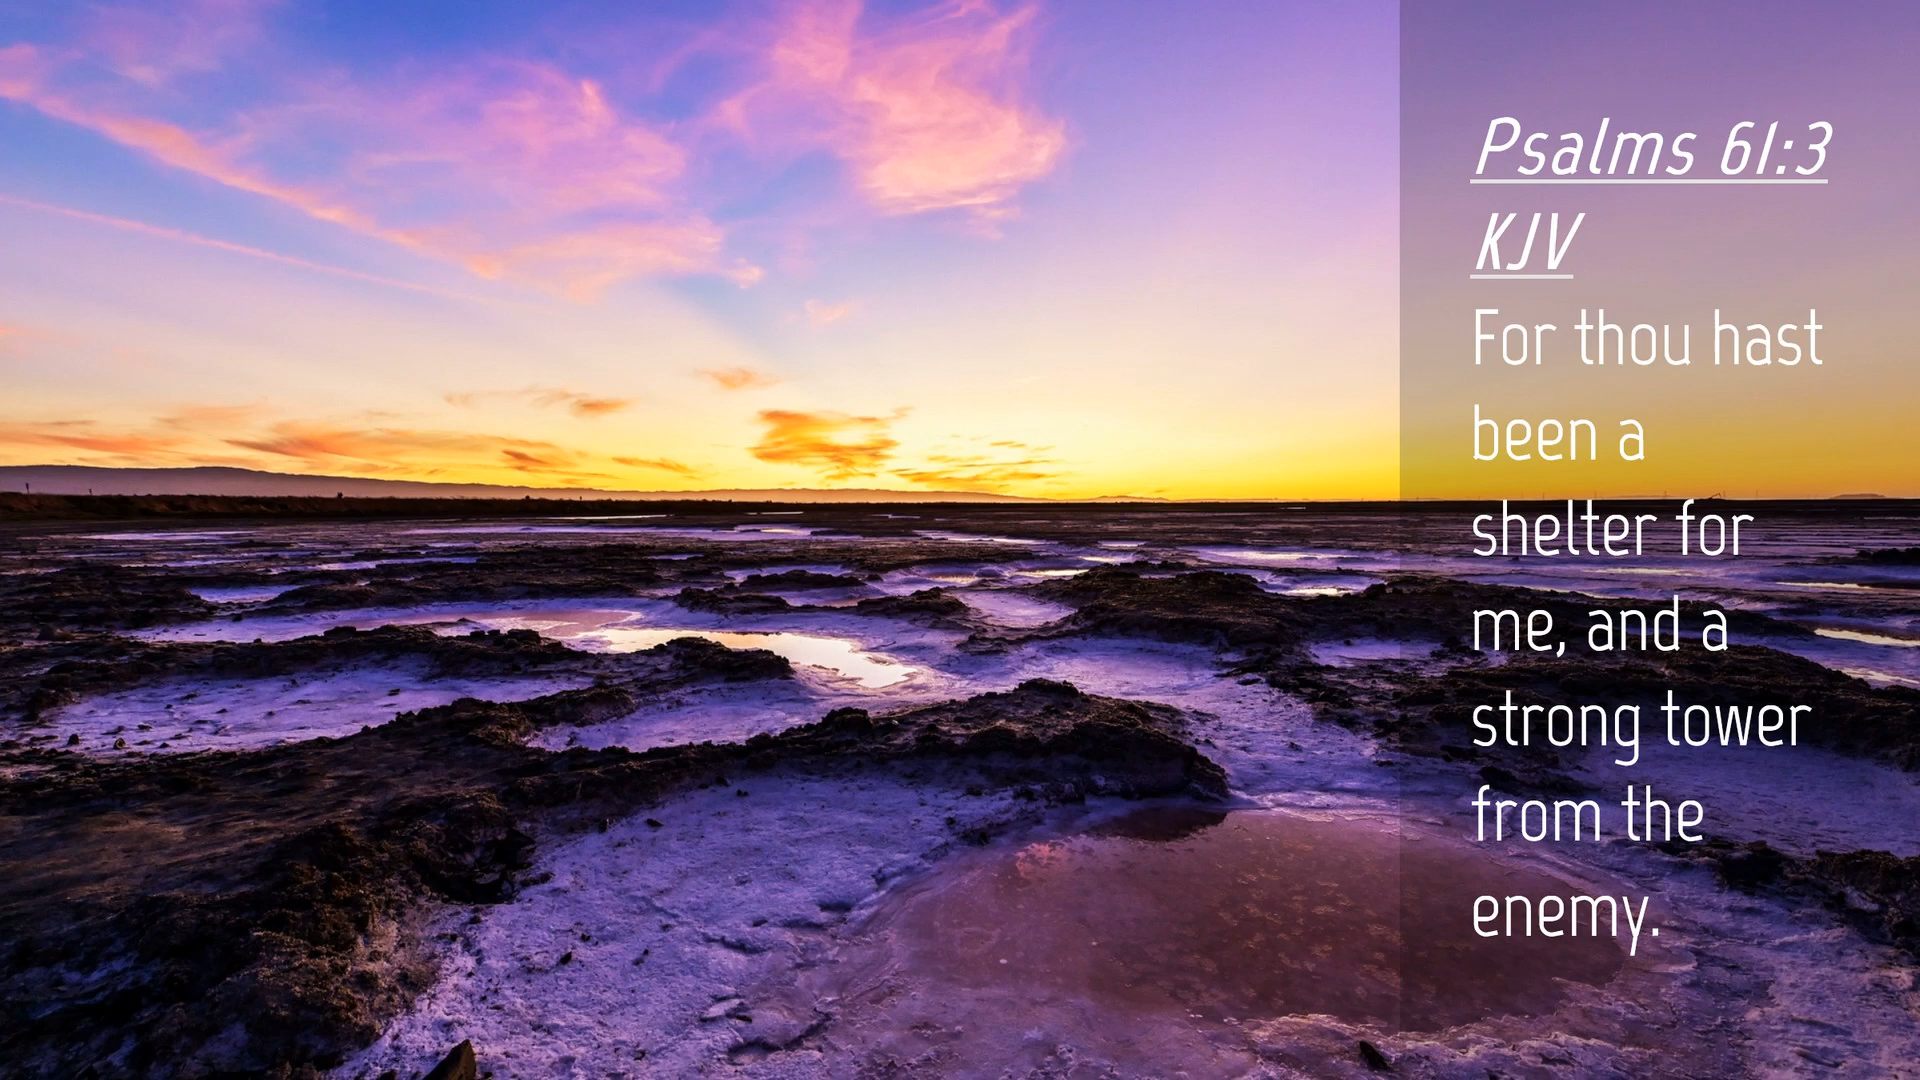 Psalms 61:3
KJV
For thou hast
been a
shelter for
me, and a
strong tower
from the
enemy.